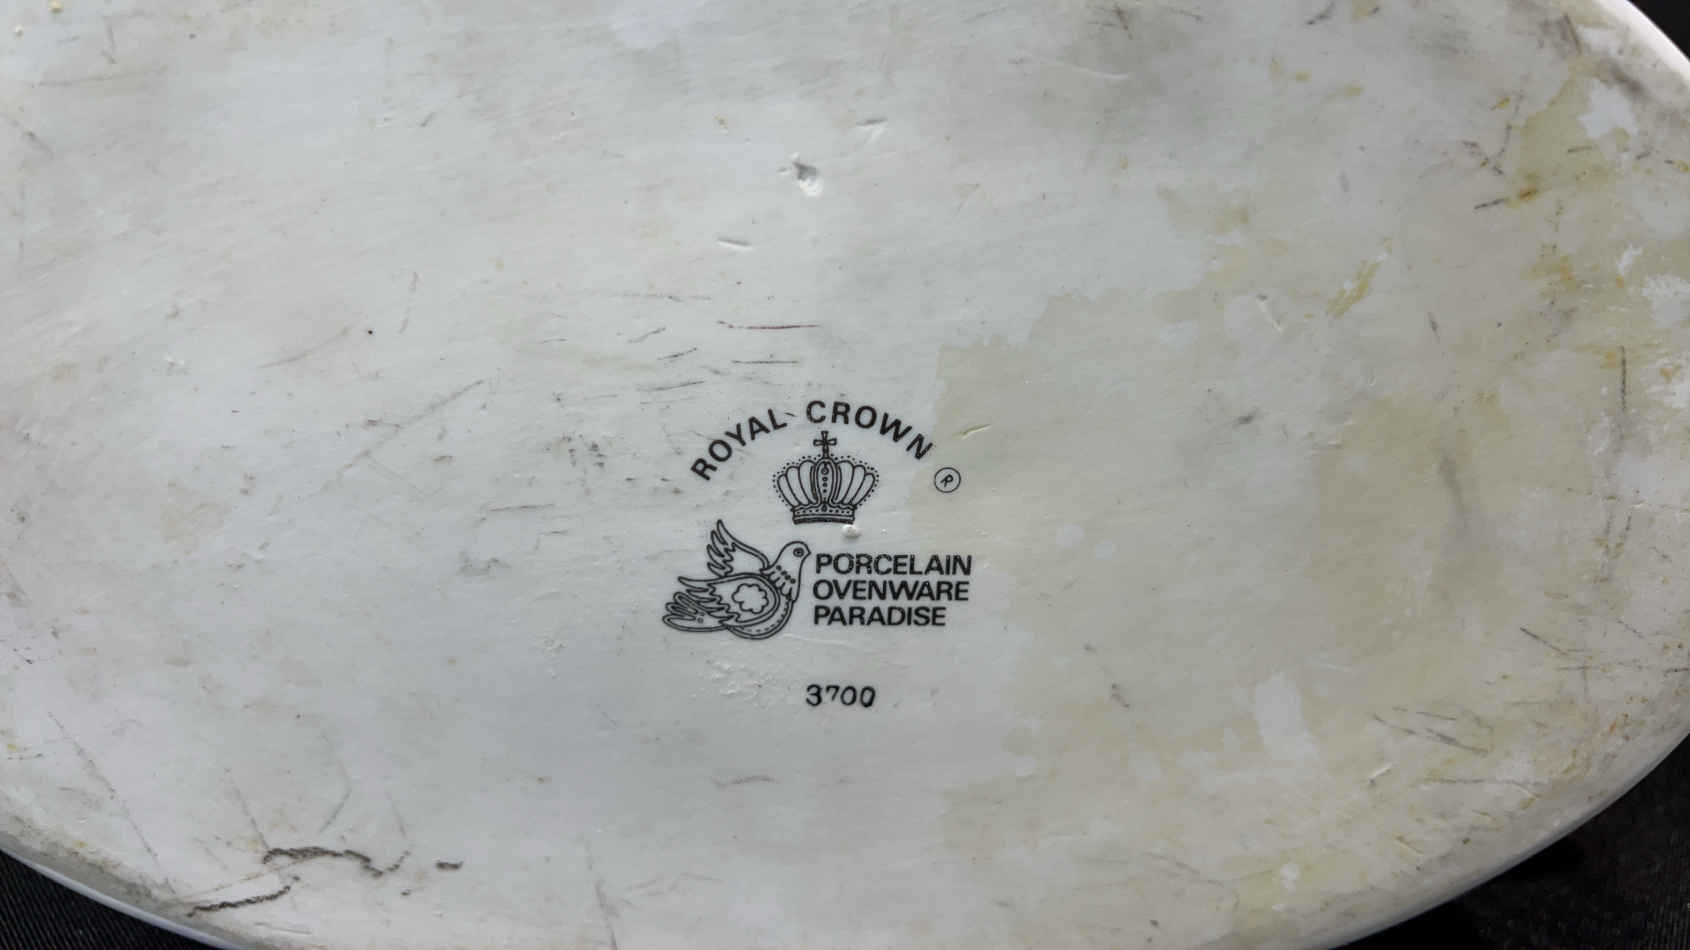 ROYAL CROWN
®
PORCELAIN
OVENWARE
PARADISE
3700